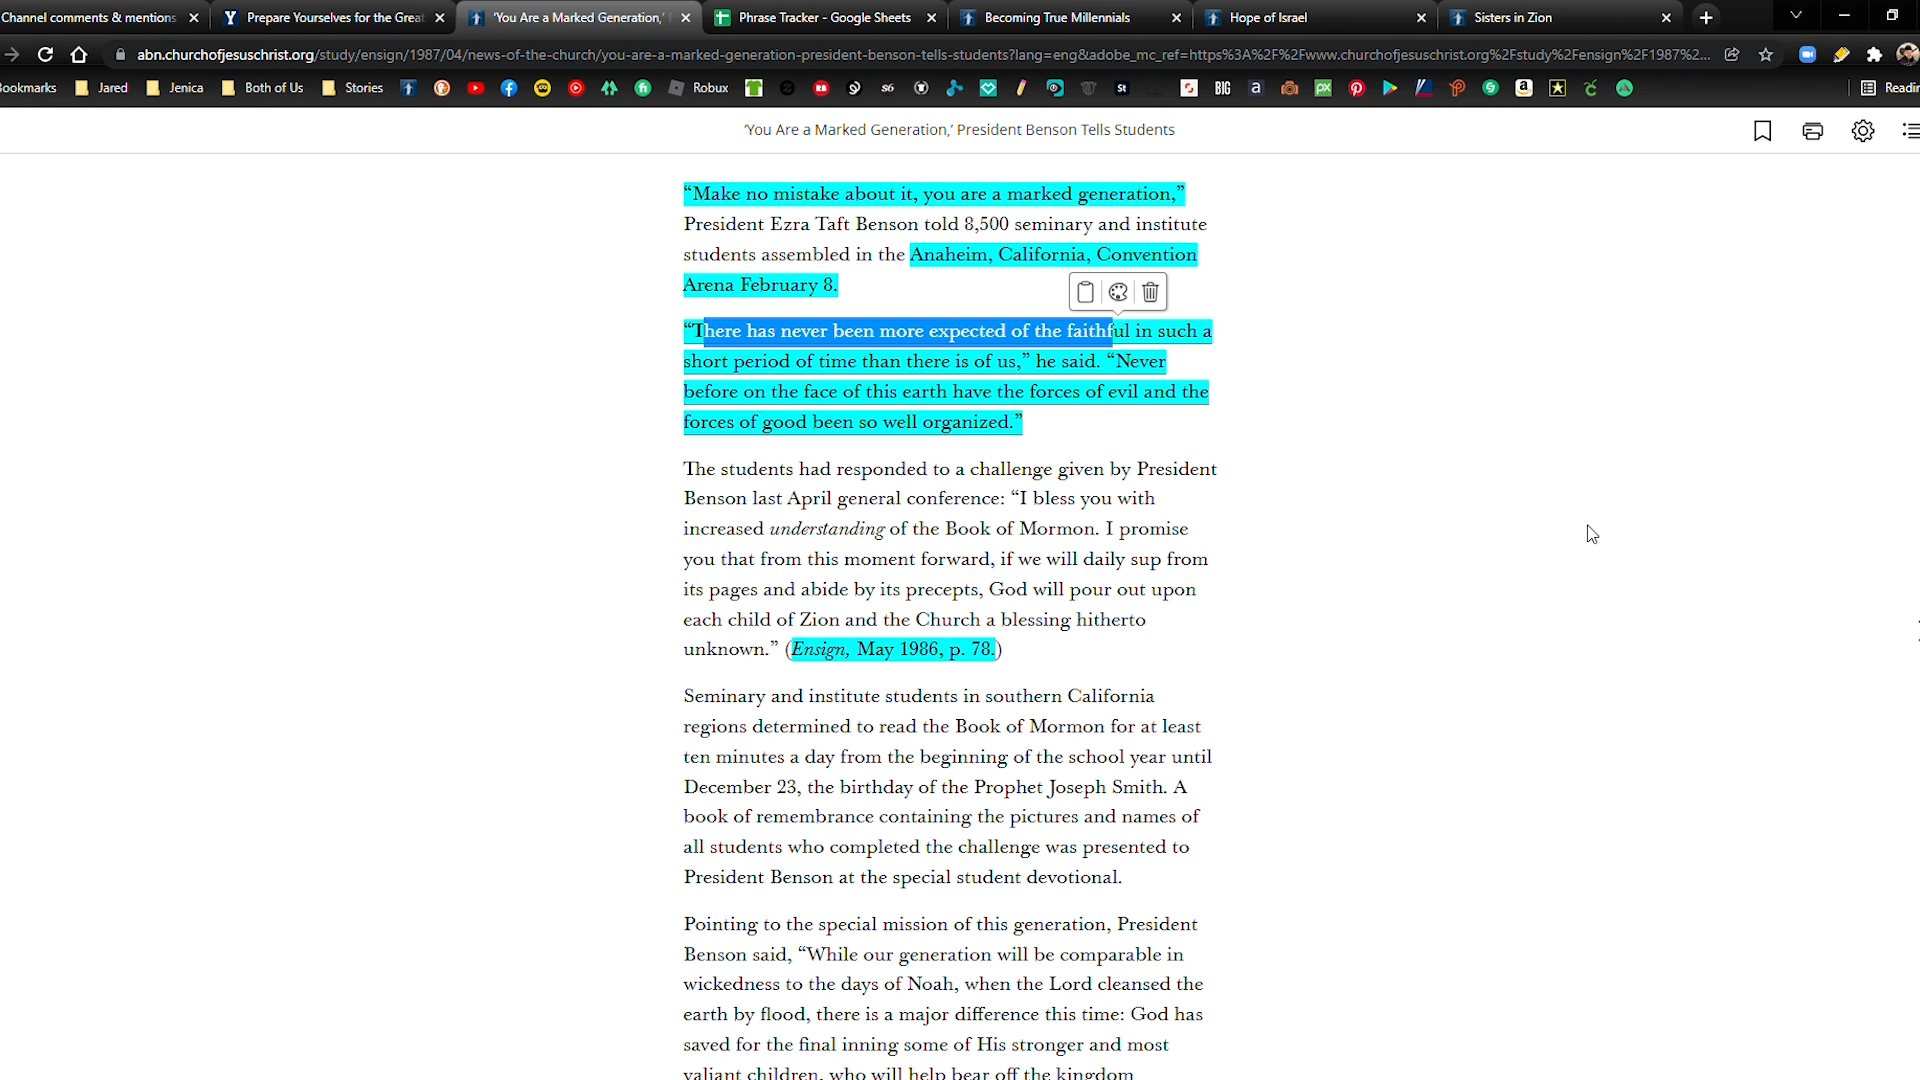 Channel comments & mentions
Prepare Yourselves for the Grea
'You Are a Marked Generation,'
Phrase Tracker - Google Sheets
Becoming True Millennials
Hope of Israel
Sisters in Zion
abn.churchofjesuschrist.org/study/ensign/1987/04/news-of-the-church/you-are-a-marked-generation-president-benson-tells-students?lang=eng&adobe_mc_ref=https%3A%2F%2Fwww.churchofjesuschrist.org%2Fstudy%2Fensign%2F1987%2...
ookmarks
Jared
Jenica
Both of Us
Stories
Robux
BIG
Readin
'You Are a Marked Generation,' President Benson Tells Students
“Make no mistake about it, you are a marked generation,”
President Ezra Taft Benson told 8,500 seminary and institute
students assembled in the Anaheim, California, Convention
Arena February 8.
“There has never been more expected of the faithful in such a
short period of time than there is of us,” he said. “Never
before on the face of this earth have the forces of evil and the
forces of good been so well organized.”
The students had responded to a challenge given by President
Benson last April general conference: “I bless you with
increased understanding of the Book of Mormon. I promise
you that from this moment forward, if we will daily sup from
its pages and abide by its precepts, God will pour out upon
each child of Zion and the Church a blessing hitherto
unknown.” (Ensign, May 1986, p. 78.)
Seminary and institute students in southern California
regions determined to read the Book of Mormon for at least
ten minutes a day from the beginning of the school year until
December 23, the birthday of the Prophet Joseph Smith. A
book of remembrance containing the pictures and names of
all students who completed the challenge was presented to
President Benson at the special student devotional.
Pointing to the special mission of this generation, President
Benson said, “While our generation will be comparable in
wickedness to the days of Noah, when the Lord cleansed the
earth by flood, there is a major difference this time: God has
saved for the final inning some of His stronger and most
valiant children, who will help bear off the kingdom